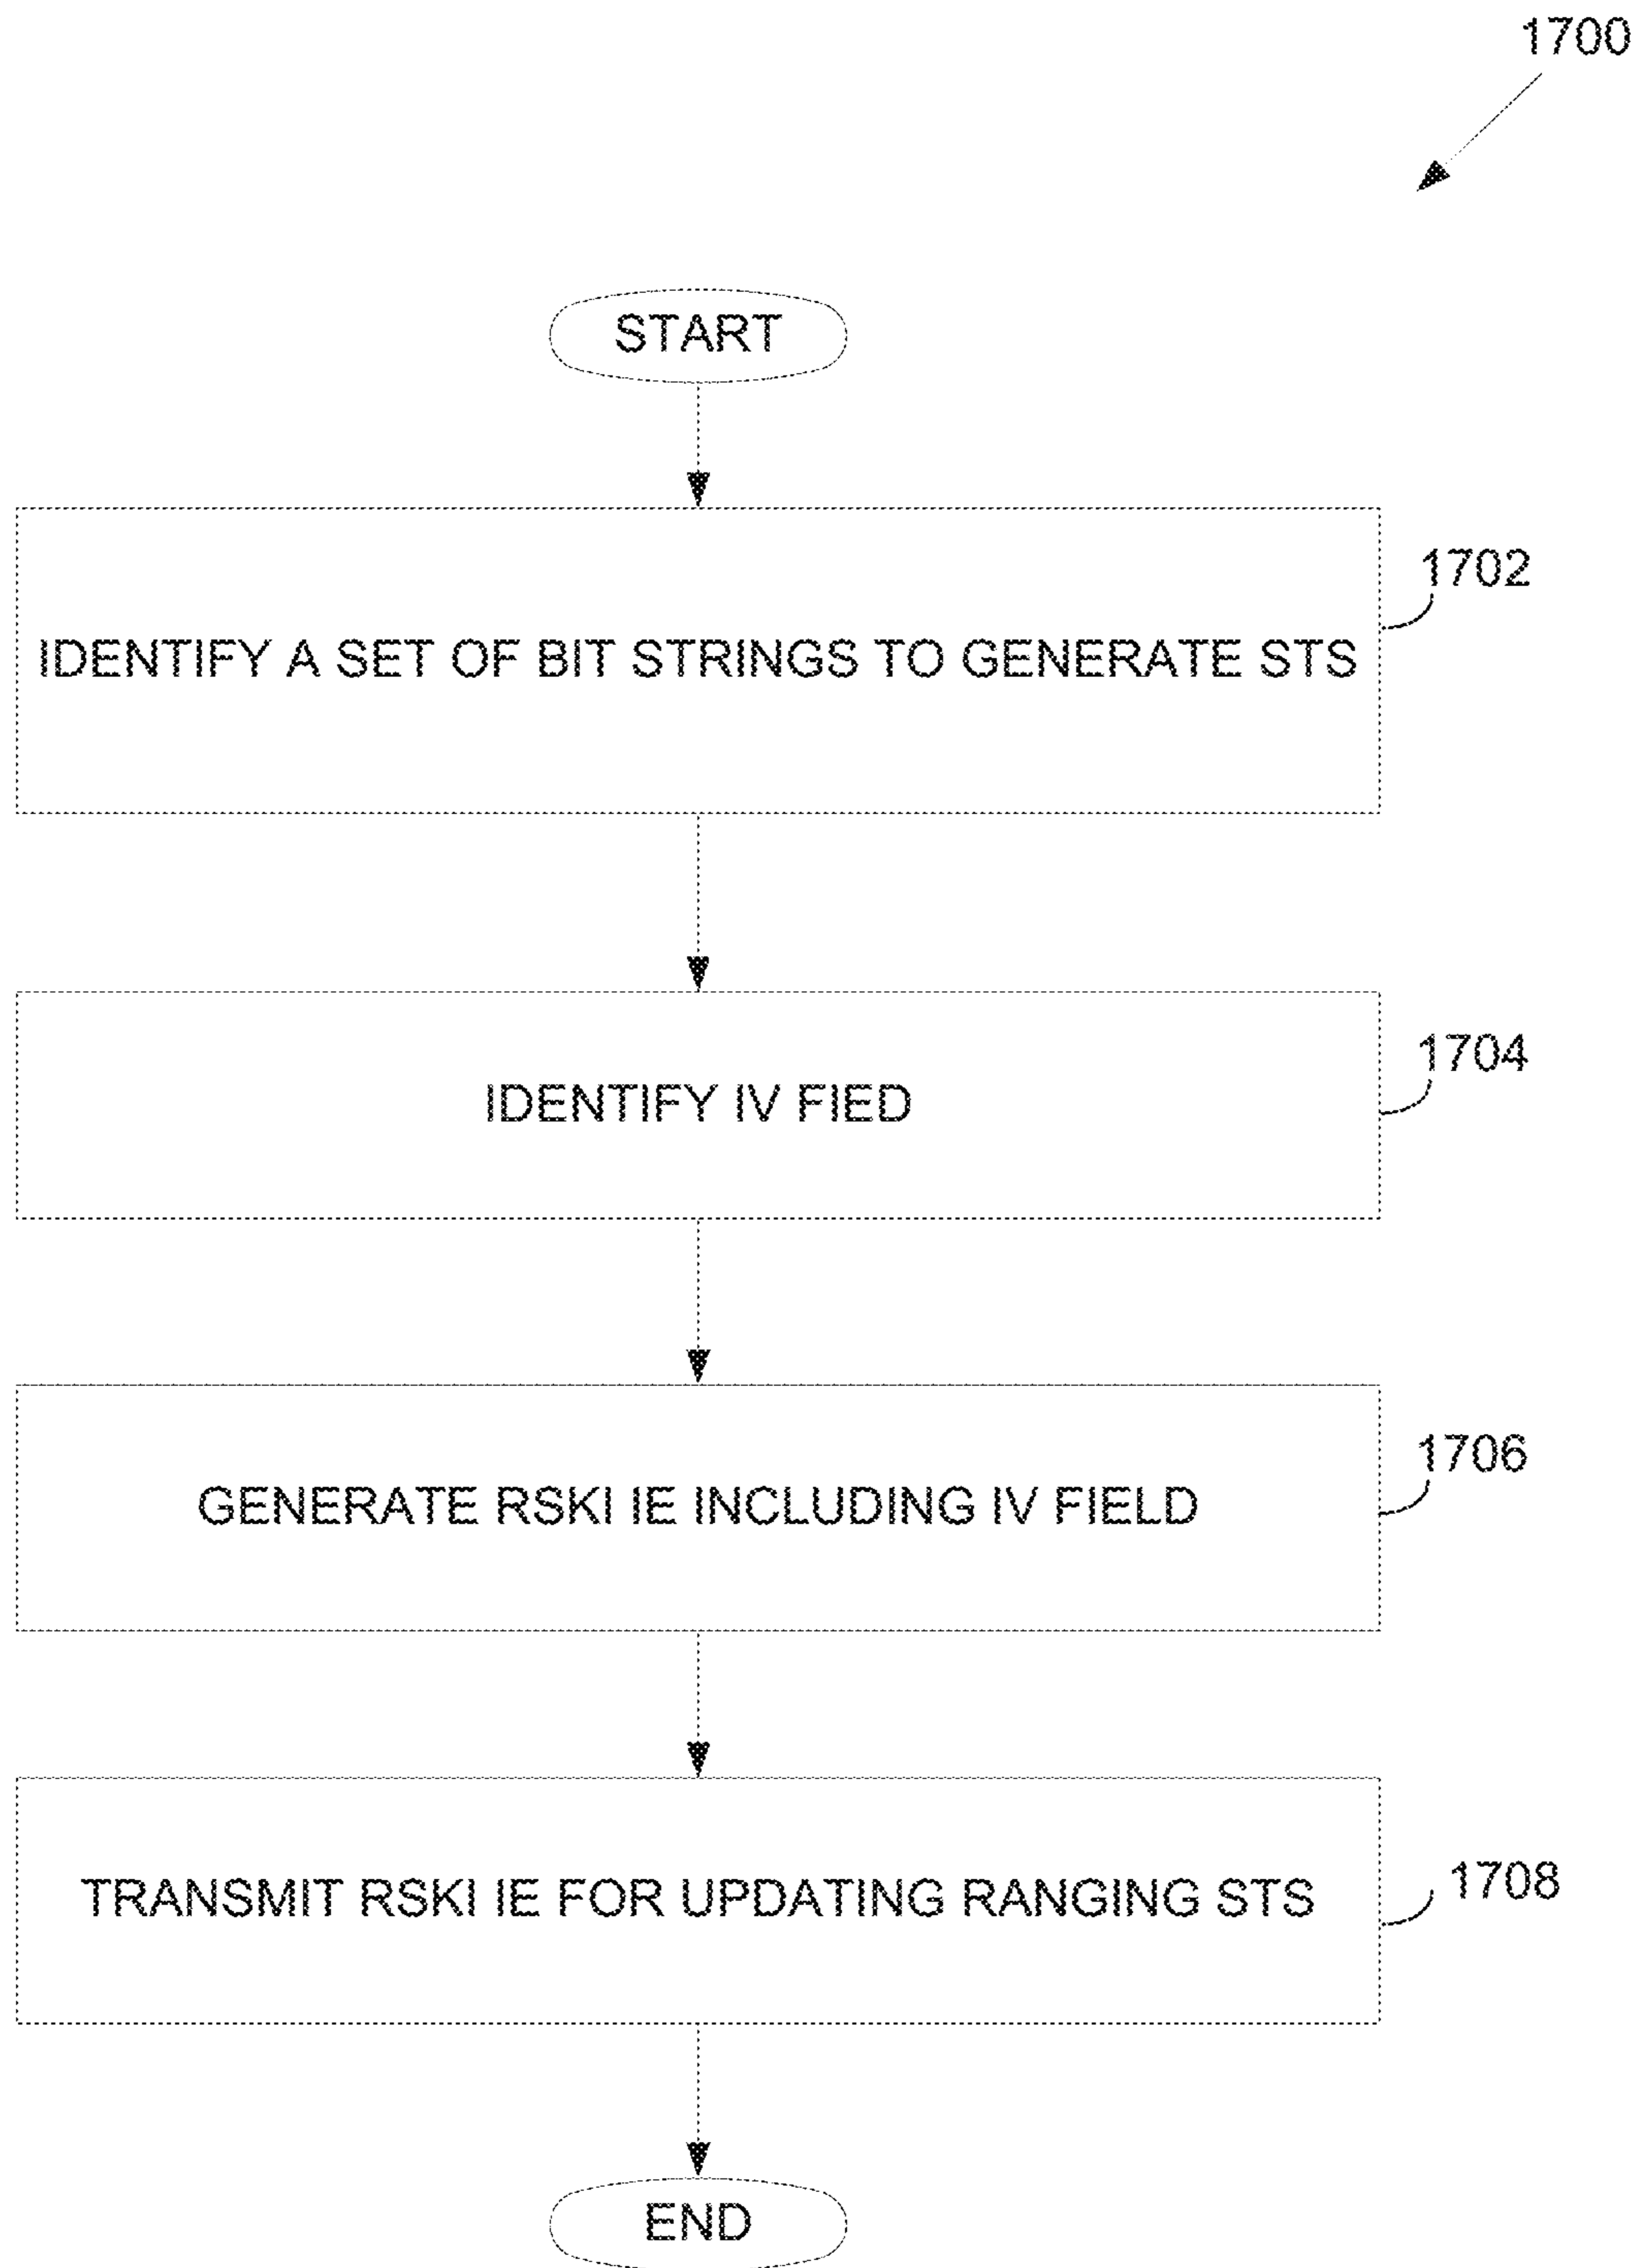 1700
START
1702
IDENTIFY A SET OF BIT STRINGS TO GENERATE STS
1704
IDENTIFY IV FIED
1706
GENERATE RSKI IE INCLUDING IV FIELD
1708
TRANSMIT RSKI IE FOR UPDATING RANGING STS
END